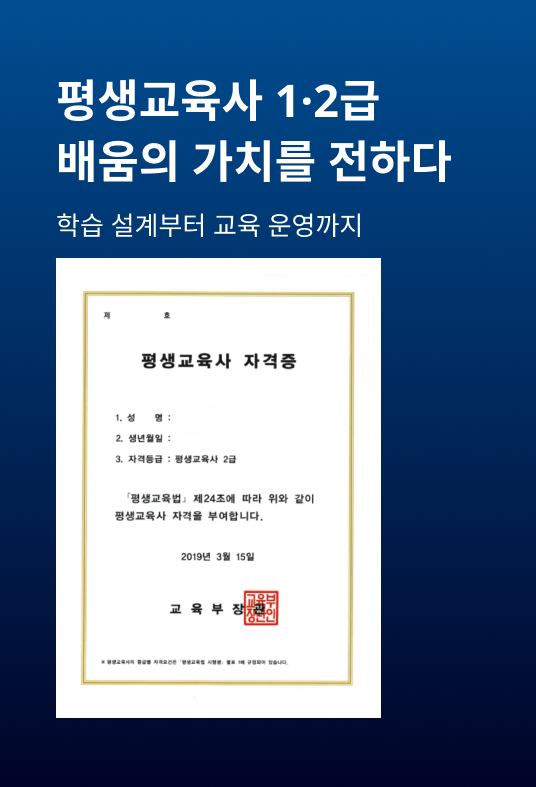 평생교육사 1·2급
배움의 가치를 전하다
학습 설계부터 교육 운영까지
제 호
평생교육사 자격증
1. 성 명 :
2. 생년월일 :
3. 자격등급 : 평생교육사 2급
「평생교육법」제24조에 따라 위와 같이
평생교육사 자격을 부여합니다.
2019년 3월 15일
교 육 부 장 관
교육부
장관인
※ 평생교육사의 등급별 자격요건은 「평생교육법 시행령」별표 1에 규정되어 있습니다.